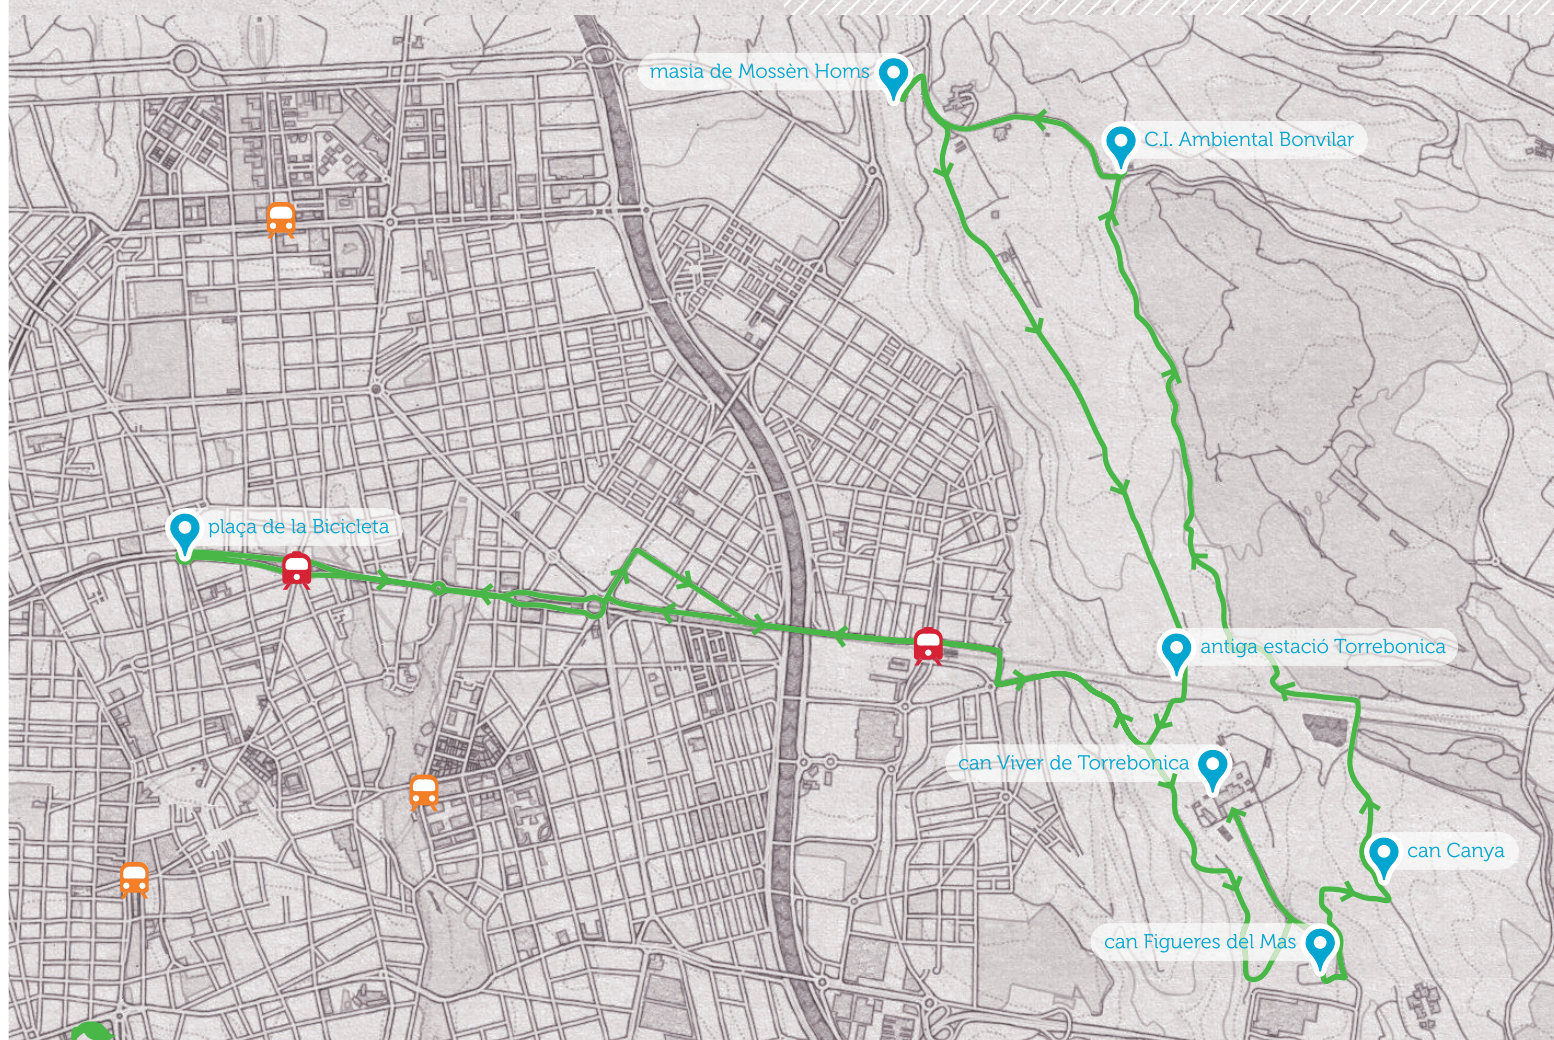 masia de Mossèn Homs
C.I. Ambiental Bonvilar
plaça de la Bicicleta
antiga estació Torrebonica
can Viver de Torrebonica
can Canya
can Figueres del Mas